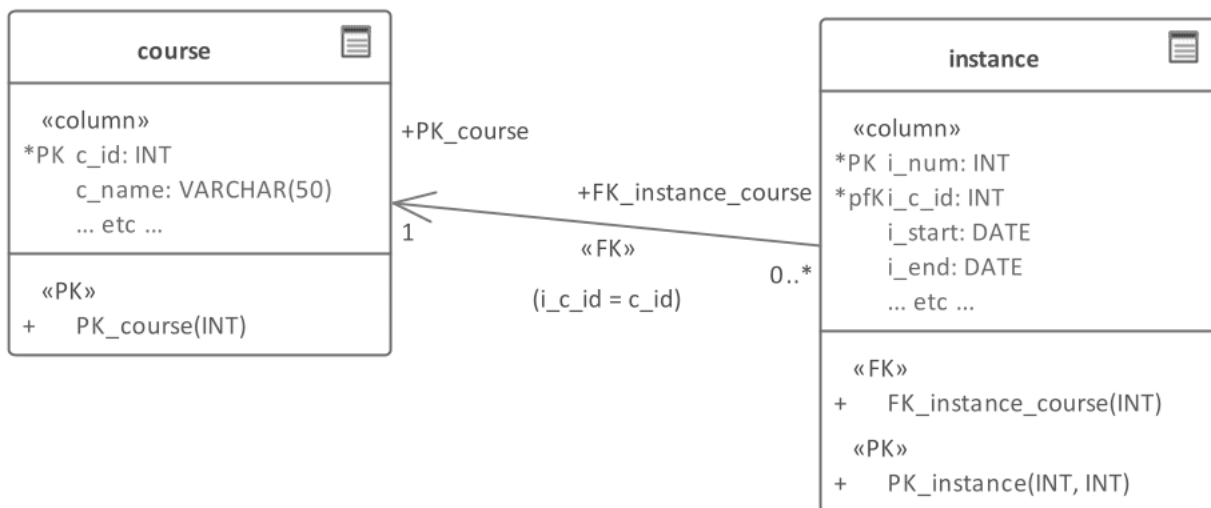 course
«column»
*PK c_id: INT
c_name: VARCHAR(50)
... etc ...
«PK»
+ PK_course(INT)
+PK_course
1
+FK_instance_course
«FK»
0..*
(i_c_id = c_id)
instance
«column»
*PK i_num: INT
*pfK i_c_id: INT
i_start: DATE
i_end: DATE
... etc ...
«FK»
+ FK_instance_course(INT)
«PK»
+ PK_instance(INT, INT)